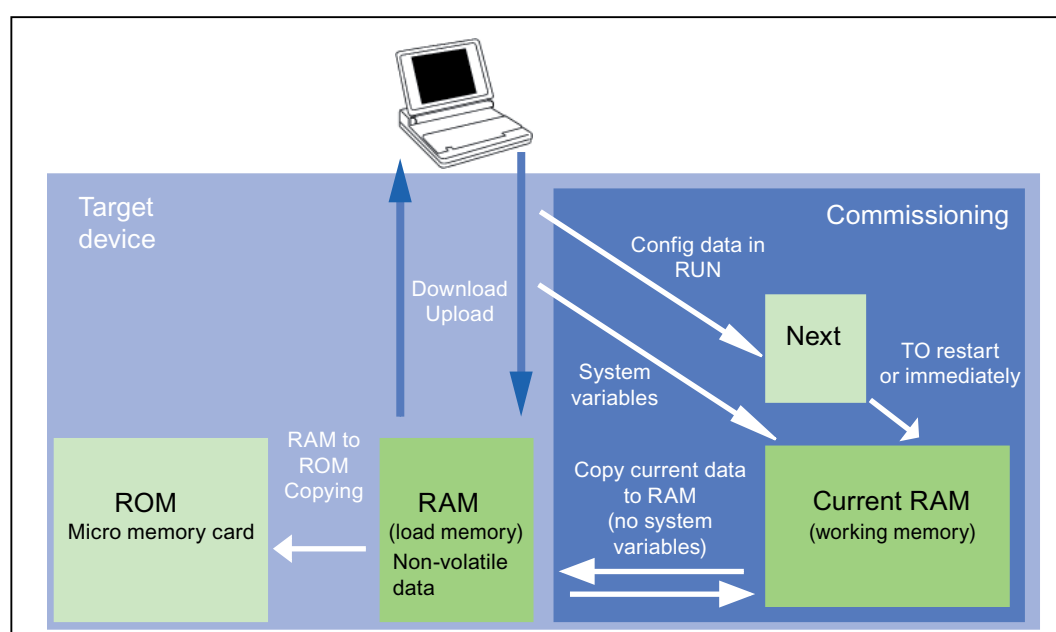 Target
device
Commissioning
Config data in
RUN
Download
Upload
Next
TO restart
or immediately
System
variables
RAM to
ROM
Copying
Copy current data
to RAM
(no system
variables)
ROM
Micro memory card
RAM
(load memory)
Non-volatile
data
Current RAM
(working memory)